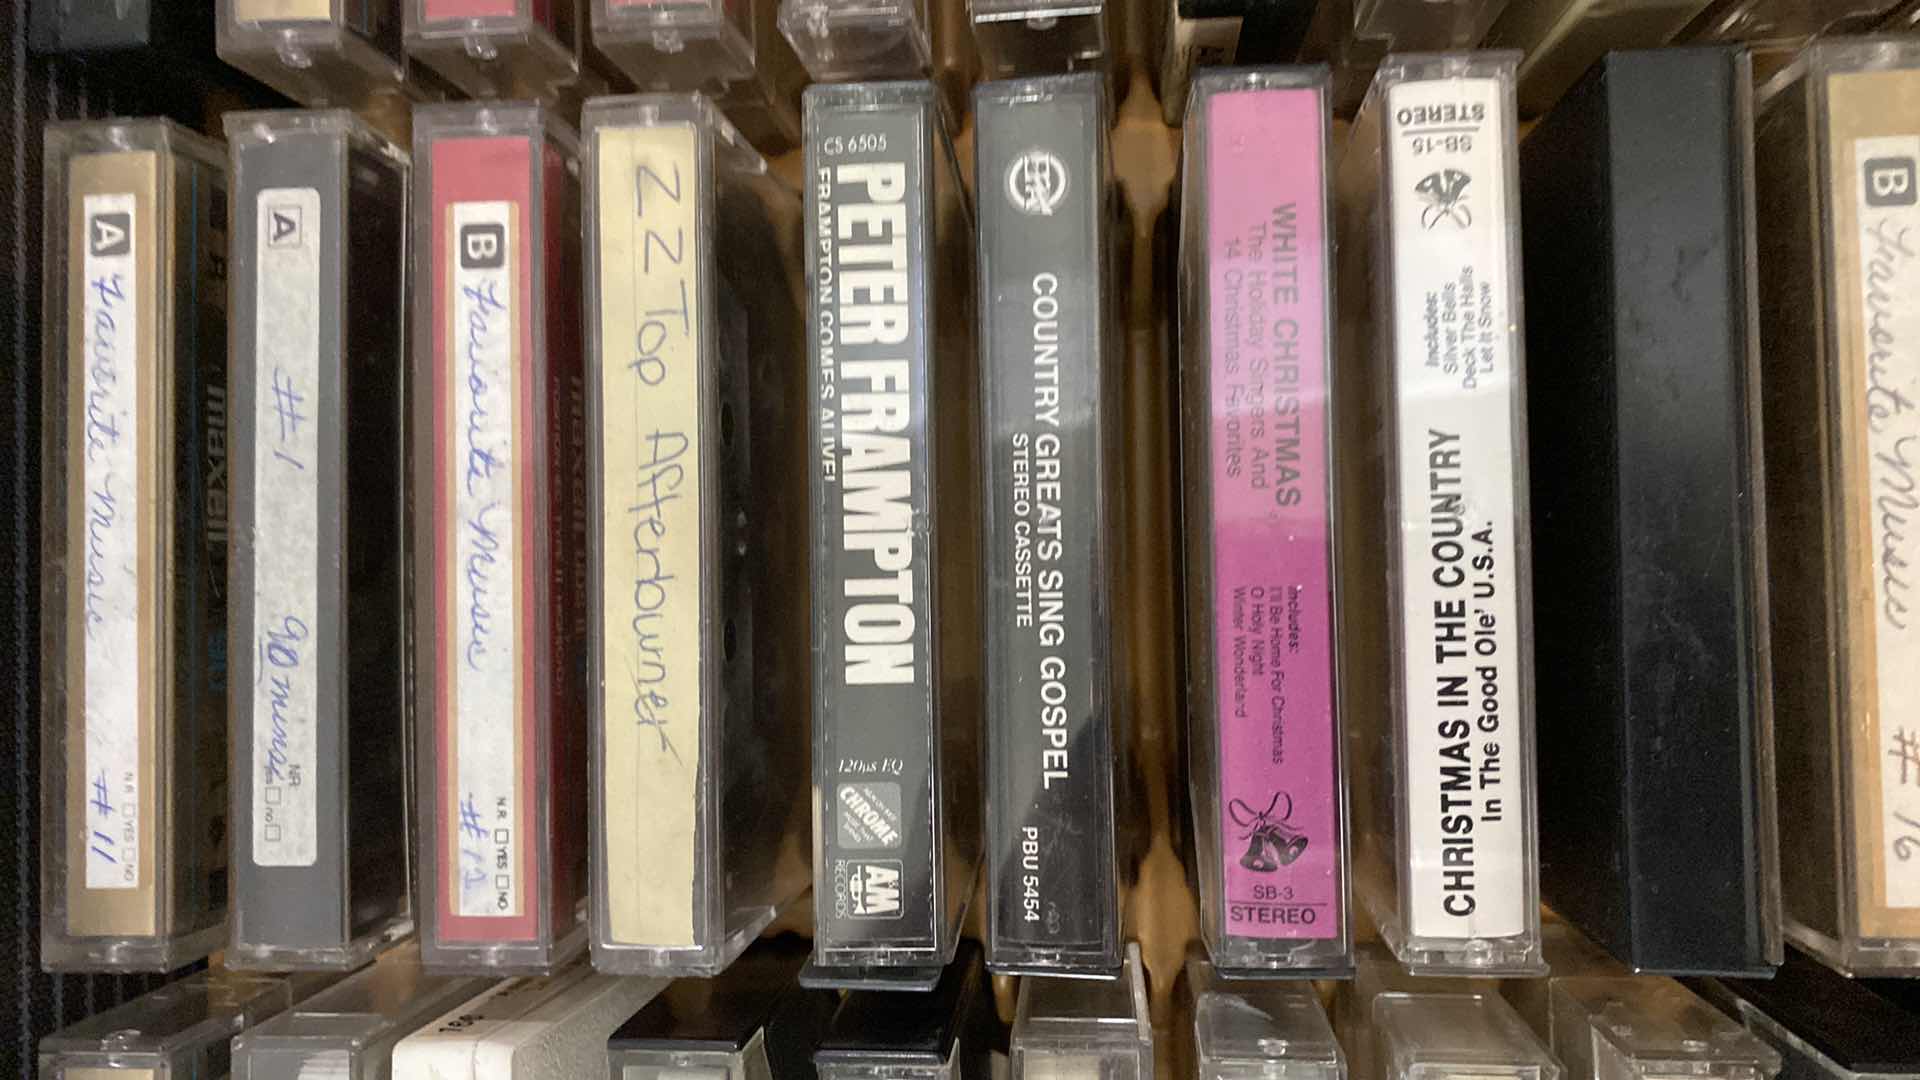 A Favorite Music #11
N.R. □YES □NO
maxell
A #1 90 minute
NR
yes□ no□
B Favorite Music #12
N.R. □YES □NO
ZZ Top Afterburner
CS 6505
PETER FRAMPTON
FRAMPTON COMES ALIVE!
120µs EQ
CHROME
A&M
RECORDS
COUNTRY GREATS SING GOSPEL
STEREO CASSETTE
PBU 5454
WHITE CHRISTMAS
The Holiday Singers And
14 Christmas Favorites
Includes:
I'll Be Home For Christmas
O Holy Night
Winter Wonderland
SB-3
STEREO
STEREO
SB-15
Includes:
Silver Bells
Deck The Halls
Let It Snow
CHRISTMAS IN THE COUNTRY
In The Good Ole' U.S.A.
B Favorite Music #16